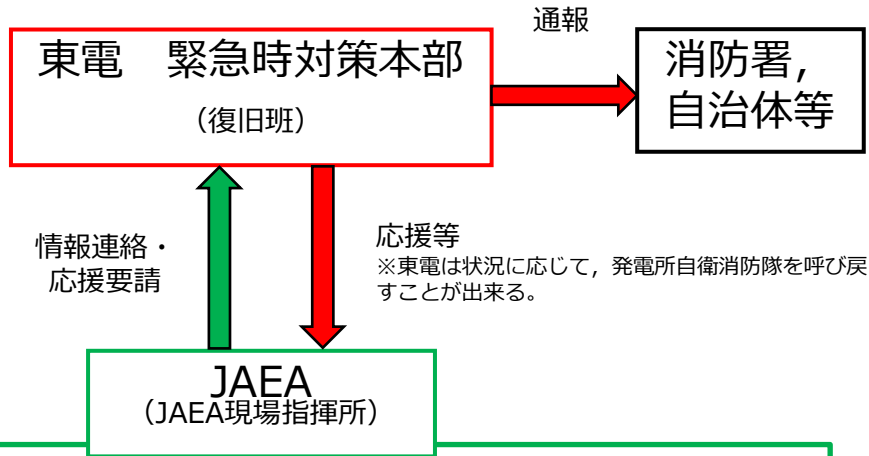 通報
東電　緊急時対策本部
（復旧班）
消防署,
自治体等
情報連絡・
応援要請
応援等
※東電は状況に応じて，発電所自衛消防隊を呼び戻
すことが出来る。
JAEA
（JAEA現場指揮所）